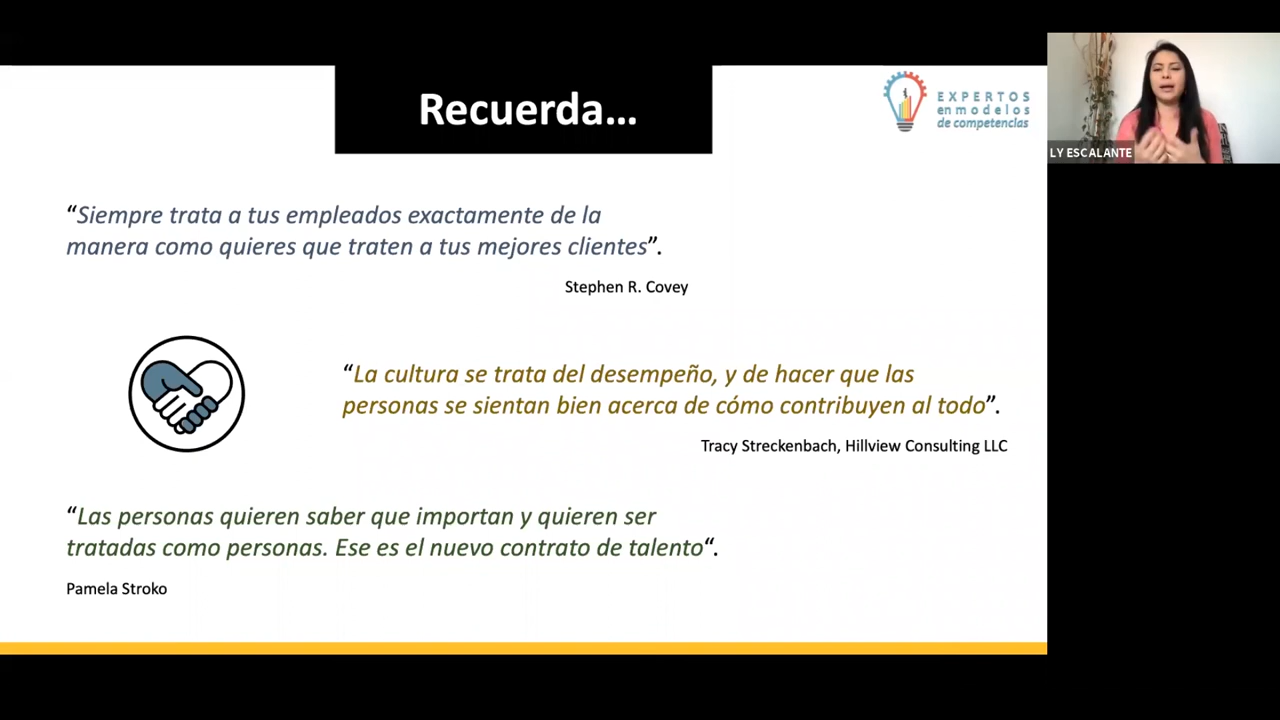 Recuerda...
EXPERTOS
en modelos
de competencias
LY ESCALANTE
“Siempre trata a tus empleados exactamente de la
manera como quieres que traten a tus mejores clientes”.
Stephen R. Covey
“La cultura se trata del desempeño, y de hacer que las
personas se sientan bien acerca de cómo contribuyen al todo”.
Tracy Streckenbach, Hillview Consulting LLC
“Las personas quieren saber que importan y quieren ser
tratadas como personas. Ese es el nuevo contrato de talento“.
Pamela Stroko